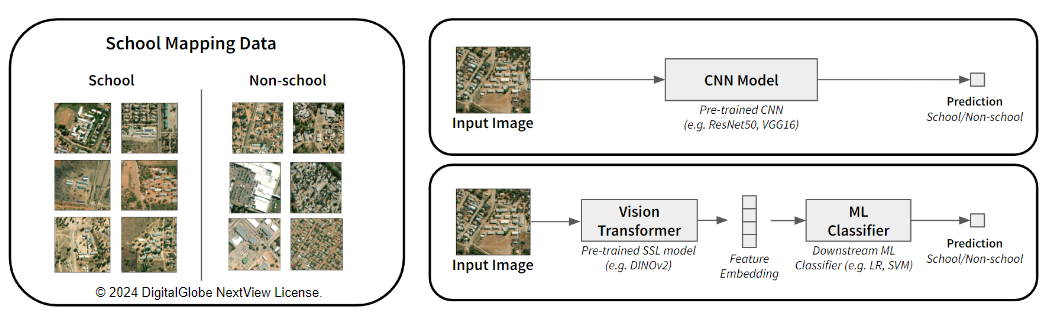 School Mapping Data
School
Non-school
© 2024 DigitalGlobe NextView License.
Input Image
CNN Model
Pre-trained CNN
(e.g. ResNet50, VGG16)
Prediction
School/Non-school
Input Image
Vision
Transformer
Pre-trained SSL model
(e.g. DINOv2)
Feature
Embedding
ML
Classifier
Downstream ML
Classifier (e.g. LR, SVM)
Prediction
School/Non-school